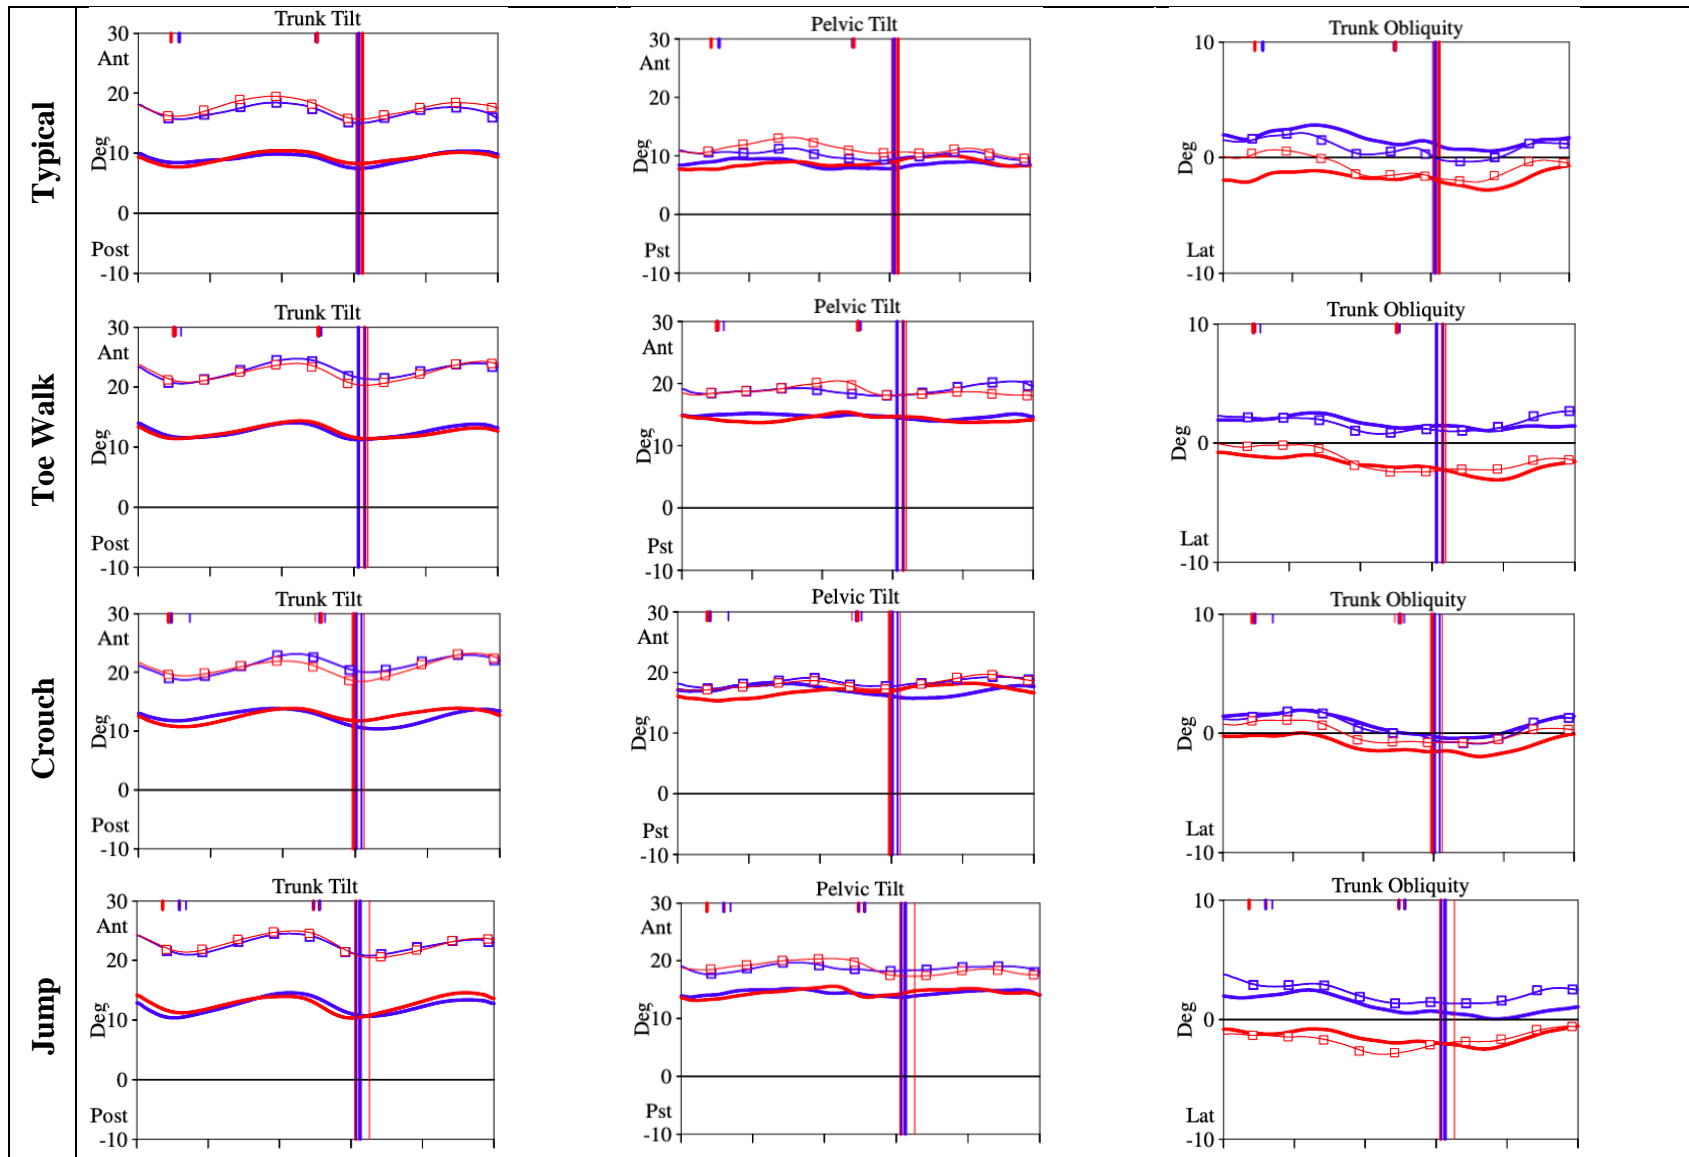 Typical
Trunk Tilt
30
Ant
20
Deg
10
0
Post
-10
Pelvic Tilt
30
Ant
20
Deg
10
0
Pst
-10
Trunk Obliquity
10
Deg
0
Lat
-10
Toe Walk
Trunk Tilt
30
Ant
20
Deg
10
0
Post
-10
Pelvic Tilt
30
Ant
20
Deg
10
0
Pst
-10
Trunk Obliquity
10
Deg
0
Lat
-10
Crouch
Trunk Tilt
30
Ant
20
Deg
10
0
Post
-10
Pelvic Tilt
30
Ant
20
Deg
10
0
Pst
-10
Trunk Obliquity
10
Deg
0
Lat
-10
Jump
Trunk Tilt
30
Ant
20
Deg
10
0
Post
-10
Pelvic Tilt
30
Ant
20
Deg
10
0
Pst
-10
Trunk Obliquity
10
Deg
0
Lat
-10